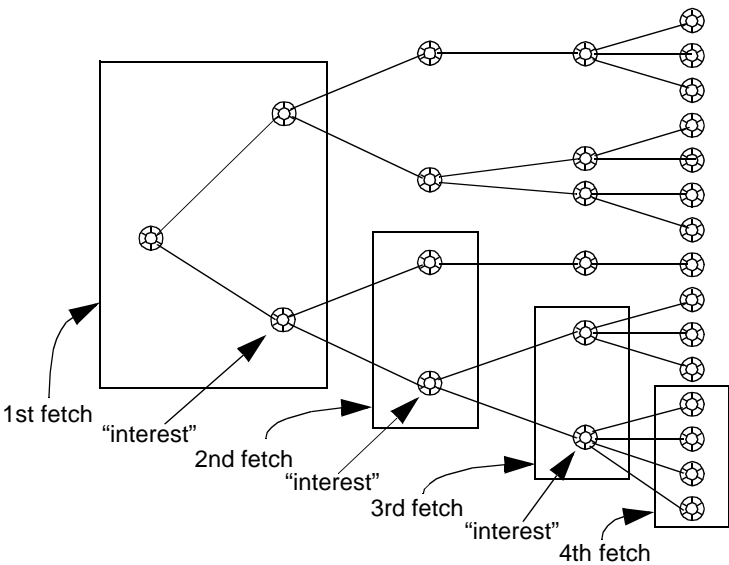 1st fetch
“interest”
2nd fetch
“interest”
3rd fetch
“interest”
4th fetch